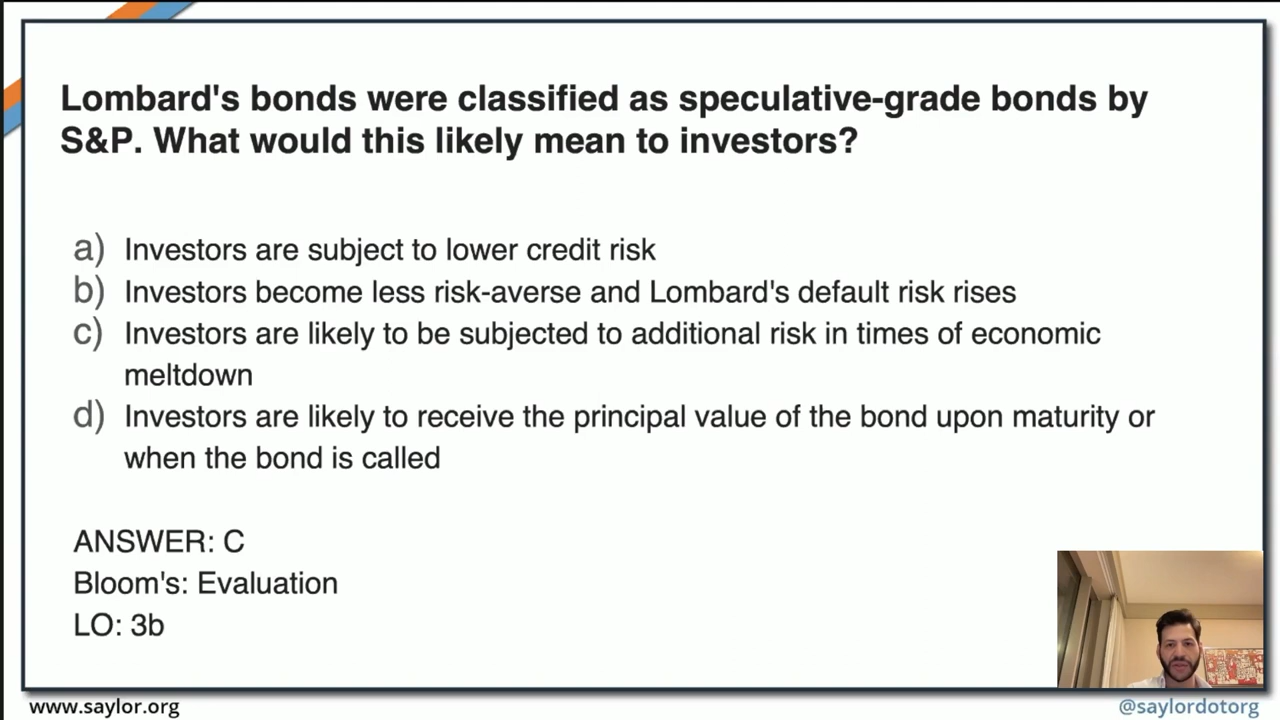 Lombard's bonds were classified as speculative-grade bonds by
S&P. What would this likely mean to investors?
a) Investors are subject to lower credit risk
b) Investors become less risk-averse and Lombard's default risk rises
c) Investors are likely to be subjected to additional risk in times of economic
meltdown
d) Investors are likely to receive the principal value of the bond upon maturity or
when the bond is called
ANSWER: C
Bloom's: Evaluation
LO: 3b
www.saylor.org
@saylordotorg